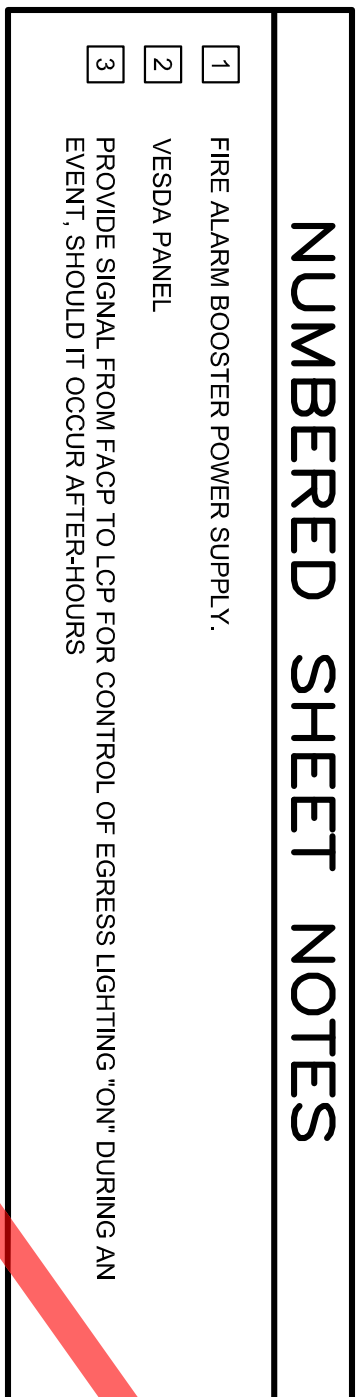 NUMBERED SHEET NOTES
1 FIRE ALARM BOOSTER POWER SUPPLY.
2 VESDA PANEL
3 PROVIDE SIGNAL FROM FACP TO LCP FOR CONTROL OF EGRESS LIGHTING "ON" DURING AN
EVENT, SHOULD IT OCCUR AFTER-HOURS